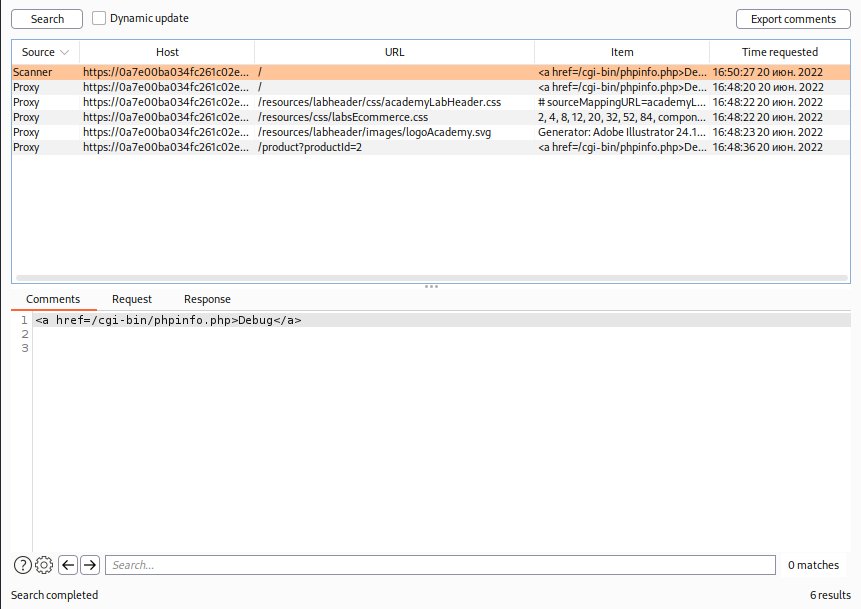 Search Dynamic update Export comments
Source Host URL Item Time requested
Scanner https://0a7e00ba034fc261c02e... / <a href=/cgi-bin/phpinfo.php>De... 16:50:27 20 июн. 2022
Proxy https://0a7e00ba034fc261c02e... / <a href=/cgi-bin/phpinfo.php>De... 16:48:20 20 июн. 2022
Proxy https://0a7e00ba034fc261c02e... /resources/labheader/css/academyLabHeader.css # sourceMappingURL=academyL... 16:48:22 20 июн. 2022
Proxy https://0a7e00ba034fc261c02e... /resources/css/labsEcommerce.css 2, 4, 8, 12, 20, 32, 52, 84, compon... 16:48:22 20 июн. 2022
Proxy https://0a7e00ba034fc261c02e... /resources/labheader/images/logoAcademy.svg Generator: Adobe Illustrator 24.1... 16:48:23 20 июн. 2022
Proxy https://0a7e00ba034fc261c02e... /product?productId=2 <a href=/cgi-bin/phpinfo.php>De... 16:48:36 20 июн. 2022
Comments Request Response
1 <a href=/cgi-bin/phpinfo.php>Debug</a>
2
3
? Search... 0 matches
Search completed 6 results